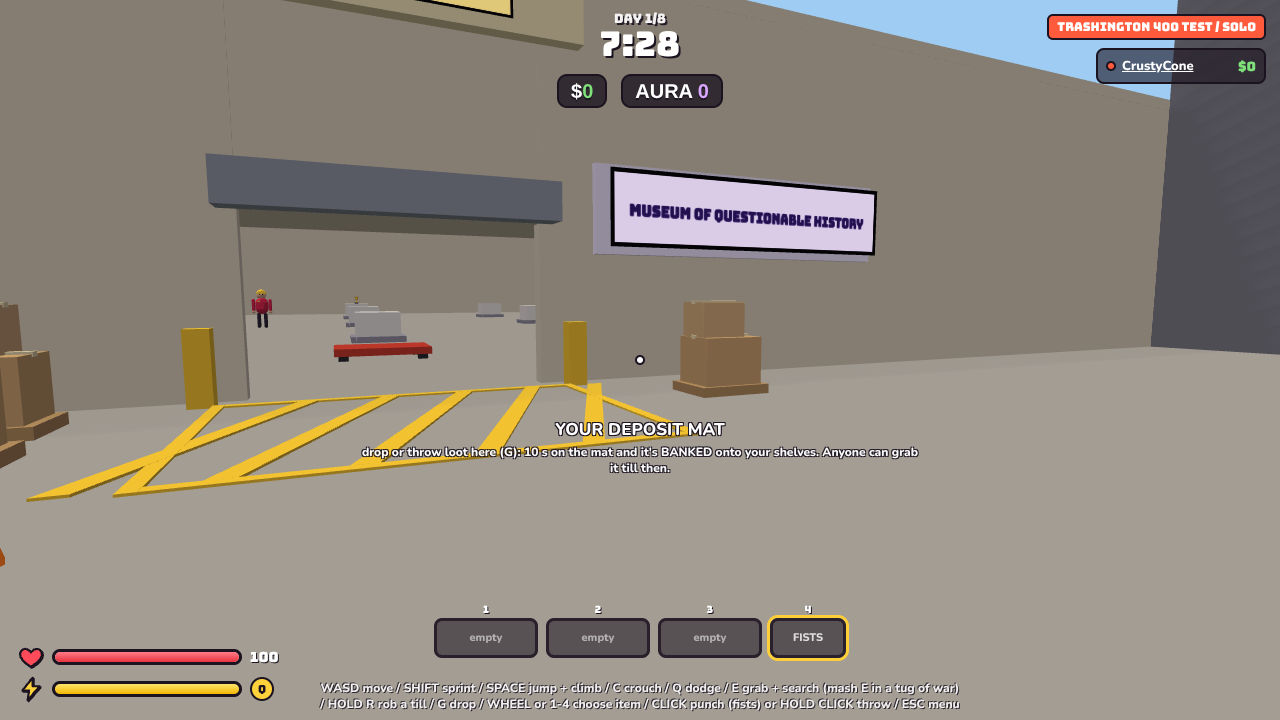 DAY 1/8
7:28
$0
AURA 0
TRASHINGTON 400 TEST / SOLO
CrustyCone $0
MUSEUM OF QUESTIONABLE HISTORY
YOUR DEPOSIT MAT
drop or throw loot here (G): 10 s on the mat and it's BANKED onto your shelves. Anyone can grab
it till then.
1 2 3 4
empty empty empty FISTS
100
0
WASD move / SHIFT sprint / SPACE jump + climb / C crouch / Q dodge / E grab + search (mash E in a tug of war)
/ HOLD R rob a till / G drop / WHEEL or 1-4 choose item / CLICK punch (fists) or HOLD CLICK throw / ESC menu